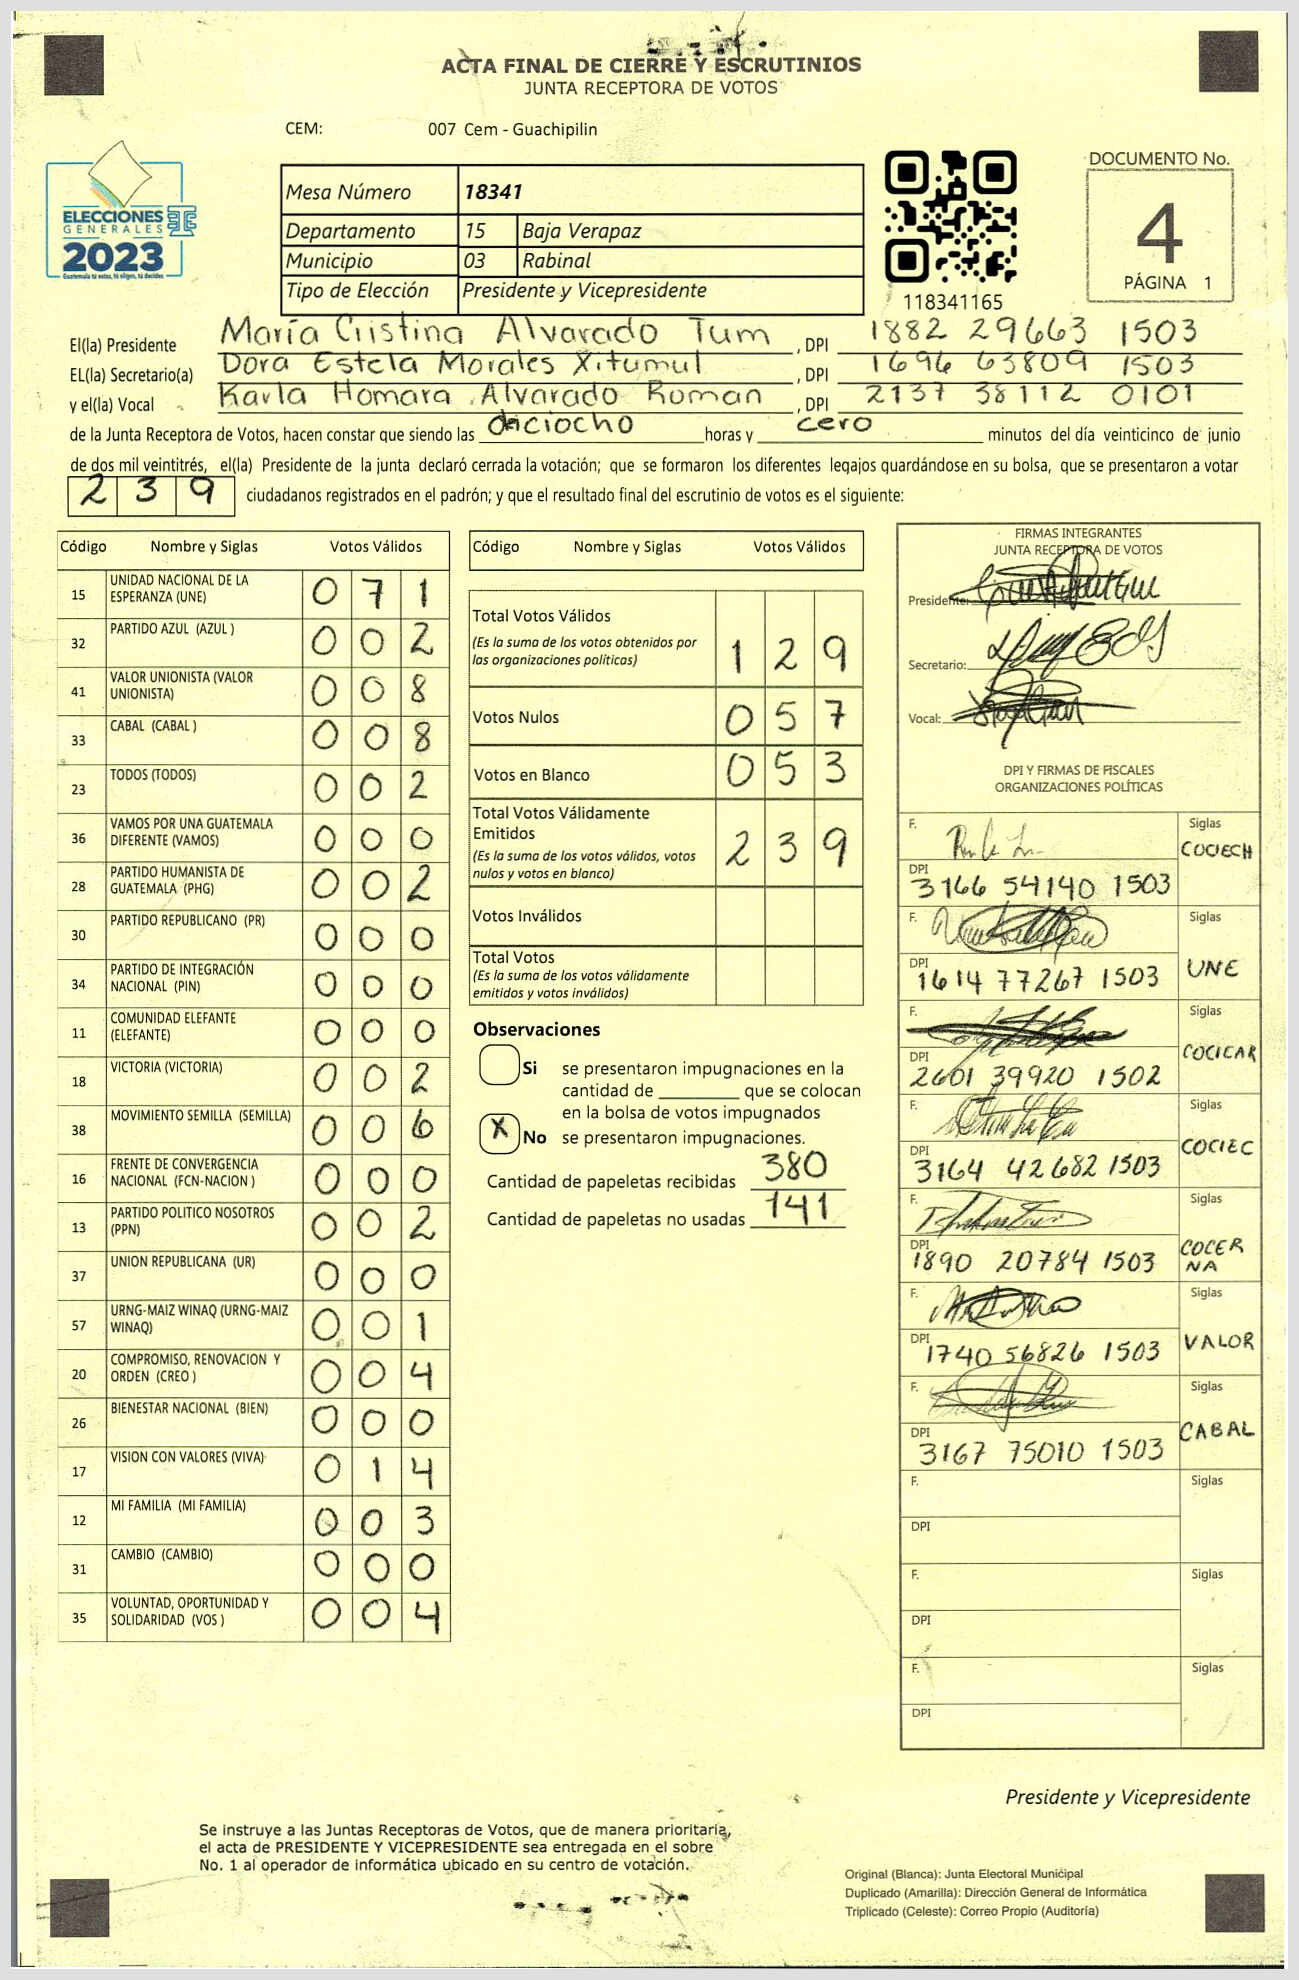 ACTA FINAL DE CIERRE Y ESCRUTINIOS
JUNTA RECEPTORA DE VOTOS
CEM: 007 Cem - Guachipilin
ELECCIONES
GENERALES
2023
Guatemala tú estás, tú eliges, tú decides
Mesa Número 18341
Departamento 15 Baja Verapaz
Municipio 03 Rabinal
Tipo de Elección Presidente y Vicepresidente
118341165
DOCUMENTO No.
4
PÁGINA 1
El(la) Presidente María Cristina Alvarado Tum , DPI 1882 29663 1503
EL(la) Secretario(a) Dora Estela Morales Xitumul , DPI 1696 63809 1503
y el(la) Vocal Karla Homara Alvarado Roman , DPI 2137 38112 0101
de la Junta Receptora de Votos, hacen constar que siendo las dieciocho horas y cero minutos del día veinticinco de junio
de dos mil veintitrés, el(la) Presidente de la junta declaró cerrada la votación; que se formaron los diferentes legajos guardándose en su bolsa, que se presentaron a votar
239 ciudadanos registrados en el padrón; y que el resultado final del escrutinio de votos es el siguiente:
Código Nombre y Siglas Votos Válidos
15 UNIDAD NACIONAL DE LA ESPERANZA (UNE) 0 7 1
32 PARTIDO AZUL (AZUL ) 0 0 2
41 VALOR UNIONISTA (VALOR UNIONISTA) 0 0 8
33 CABAL (CABAL ) 0 0 8
23 TODOS (TODOS) 0 0 2
36 VAMOS POR UNA GUATEMALA DIFERENTE (VAMOS) 0 0 0
28 PARTIDO HUMANISTA DE GUATEMALA (PHG) 0 0 2
30 PARTIDO REPUBLICANO (PR) 0 0 0
34 PARTIDO DE INTEGRACIÓN NACIONAL (PIN) 0 0 0
11 COMUNIDAD ELEFANTE (ELEFANTE) 0 0 0
18 VICTORIA (VICTORIA) 0 0 2
38 MOVIMIENTO SEMILLA (SEMILLA) 0 0 6
16 FRENTE DE CONVERGENCIA NACIONAL (FCN-NACION ) 0 0 0
13 PARTIDO POLITICO NOSOTROS (PPN) 0 0 2
37 UNION REPUBLICANA (UR) 0 0 0
57 URNG-MAIZ WINAQ (URNG-MAIZ WINAQ) 0 0 1
20 COMPROMISO, RENOVACION Y ORDEN (CREO ) 0 0 4
26 BIENESTAR NACIONAL (BIEN) 0 0 0
17 VISION CON VALORES (VIVA) 0 1 4
12 MI FAMILIA (MI FAMILIA) 0 0 3
31 CAMBIO (CAMBIO) 0 0 0
35 VOLUNTAD, OPORTUNIDAD Y SOLIDARIDAD (VOS ) 0 0 4
Código Nombre y Siglas Votos Válidos
Total Votos Válidos
(Es la suma de los votos obtenidos por
las organizaciones políticas) 1 2 9
Votos Nulos 0 5 7
Votos en Blanco 0 5 3
Total Votos Válidamente
Emitidos
(Es la suma de los votos válidos, votos
nulos y votos en blanco) 2 3 9
Votos Inválidos
Total Votos
(Es la suma de los votos válidamente
emitidos y votos inválidos)
Observaciones
Si se presentaron impugnaciones en la
cantidad de ________ que se colocan
en la bolsa de votos impugnados
X No se presentaron impugnaciones.
Cantidad de papeletas recibidas 380
Cantidad de papeletas no usadas 141
FIRMAS INTEGRANTES
JUNTA RECEPTORA DE VOTOS
Presidente:
Secretario:
Vocal:
DPI Y FIRMAS DE FISCALES
ORGANIZACIONES POLÍTICAS
F. Siglas
COCIECH
DPI 3166 54140 1503
F. Siglas
UNE
DPI 1614 77267 1503
F. Siglas
COCICAR
DPI 2601 39920 1502
F. Siglas
COCIEC
DPI 3164 42682 1503
F. Siglas
COCER
NA
DPI 1890 20784 1503
F. Siglas
VALOR
DPI 1740 56826 1503
F. Siglas
CABAL
DPI 3167 75010 1503
F. Siglas
DPI
F. Siglas
DPI
F. Siglas
DPI
Presidente y Vicepresidente
Se instruye a las Juntas Receptoras de Votos, que de manera prioritaria,
el acta de PRESIDENTE Y VICEPRESIDENTE sea entregada en el sobre
No. 1 al operador de informática ubicado en su centro de votación.
Original (Blanca): Junta Electoral Municipal
Duplicado (Amarilla): Dirección General de Informática
Triplicado (Celeste): Correo Propio (Auditoría)